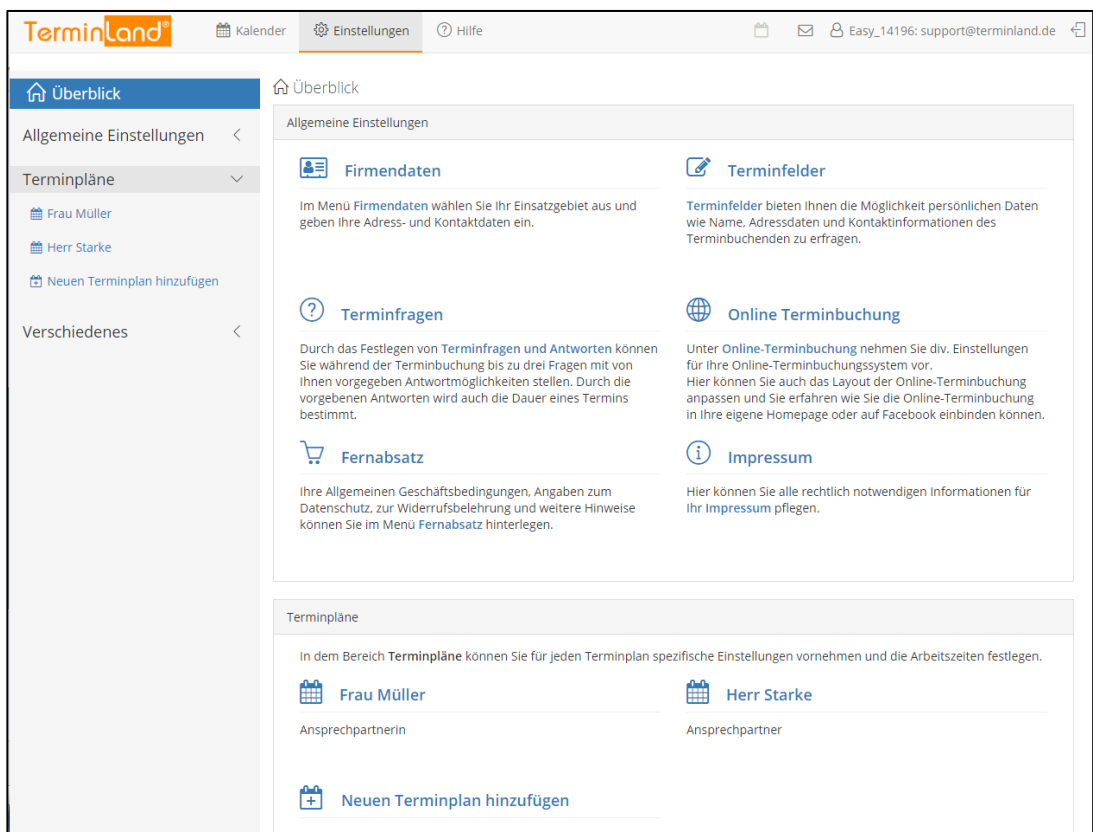 TerminLand®
Kalender
Einstellungen
Hilfe
Easy_14196: support@terminland.de
Überblick
Allgemeine Einstellungen
Terminpläne
Frau Müller
Herr Starke
Neuen Terminplan hinzufügen
Verschiedenes
Überblick
Allgemeine Einstellungen
Firmendaten
Im Menü Firmendaten wählen Sie Ihr Einsatzgebiet aus und
geben Ihre Adress- und Kontaktdaten ein.
Terminfelder
Terminfelder bieten Ihnen die Möglichkeit persönlichen Daten
wie Name, Adressdaten und Kontaktinformationen des
Terminbuchenden zu erfragen.
Terminfragen
Durch das Festlegen von Terminfragen und Antworten können
Sie während der Terminbuchung bis zu drei Fragen mit von
Ihnen vorgegeben Antwortmöglichkeiten stellen. Durch die
vorgebenen Antworten wird auch die Dauer eines Termins
bestimmt.
Online Terminbuchung
Unter Online-Terminbuchung nehmen Sie div. Einstellungen
für Ihre Online-Terminbuchungssystem vor.
Hier können Sie auch das Layout der Online-Terminbuchung
anpassen und Sie erfahren wie Sie die Online-Terminbuchung
in Ihre eigene Homepage oder auf Facebook einbinden können.
Fernabsatz
Ihre Allgemeinen Geschäftsbedingungen, Angaben zum
Datenschutz, zur Widerrufsbelehrung und weitere Hinweise
können Sie im Menü Fernabsatz hinterlegen.
Impressum
Hier können Sie alle rechtlich notwendigen Informationen für
Ihr Impressum pflegen.
Terminpläne
In dem Bereich Terminpläne können Sie für jeden Terminplan spezifische Einstellungen vornehmen und die Arbeitszeiten festlegen.
Frau Müller
Ansprechpartnerin
Herr Starke
Ansprechpartner
Neuen Terminplan hinzufügen